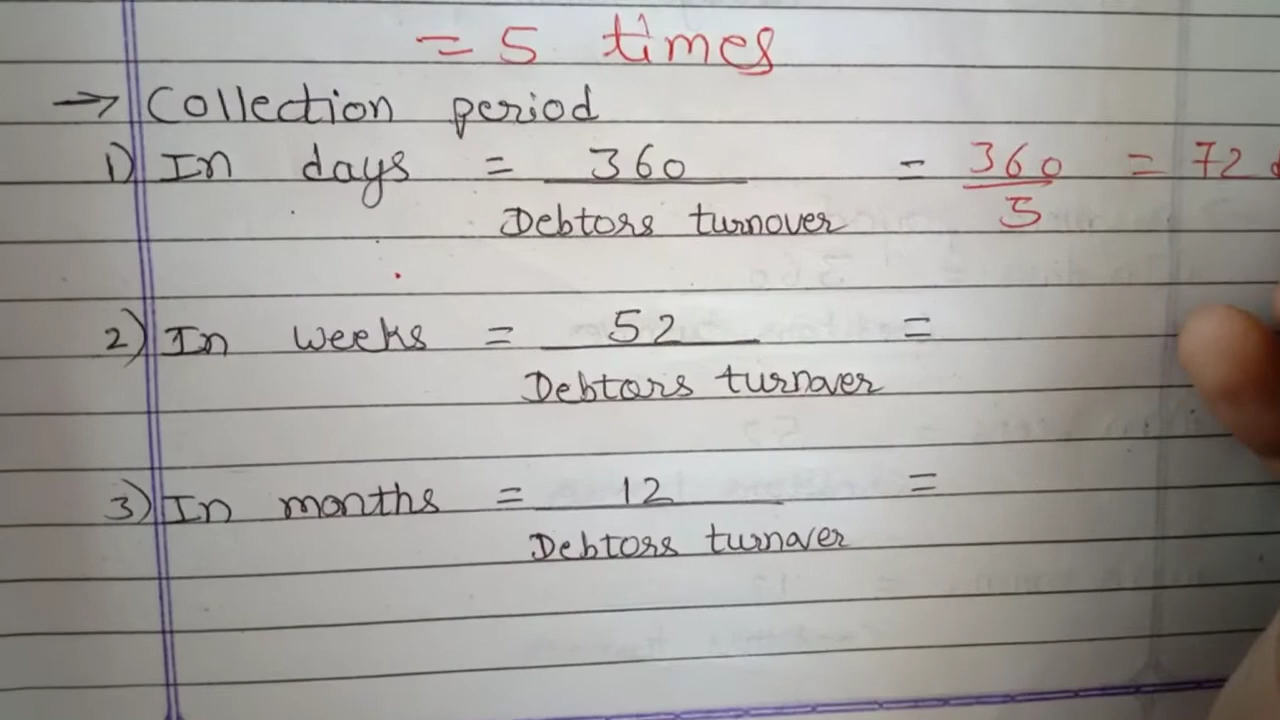 = 5 times
→ Collection period
1) In days = 360 / Debtors turnover = 360 / 5 = 72
2) In weeks = 52 / Debtors turnover =
3) In months = 12 / Debtors turnover =